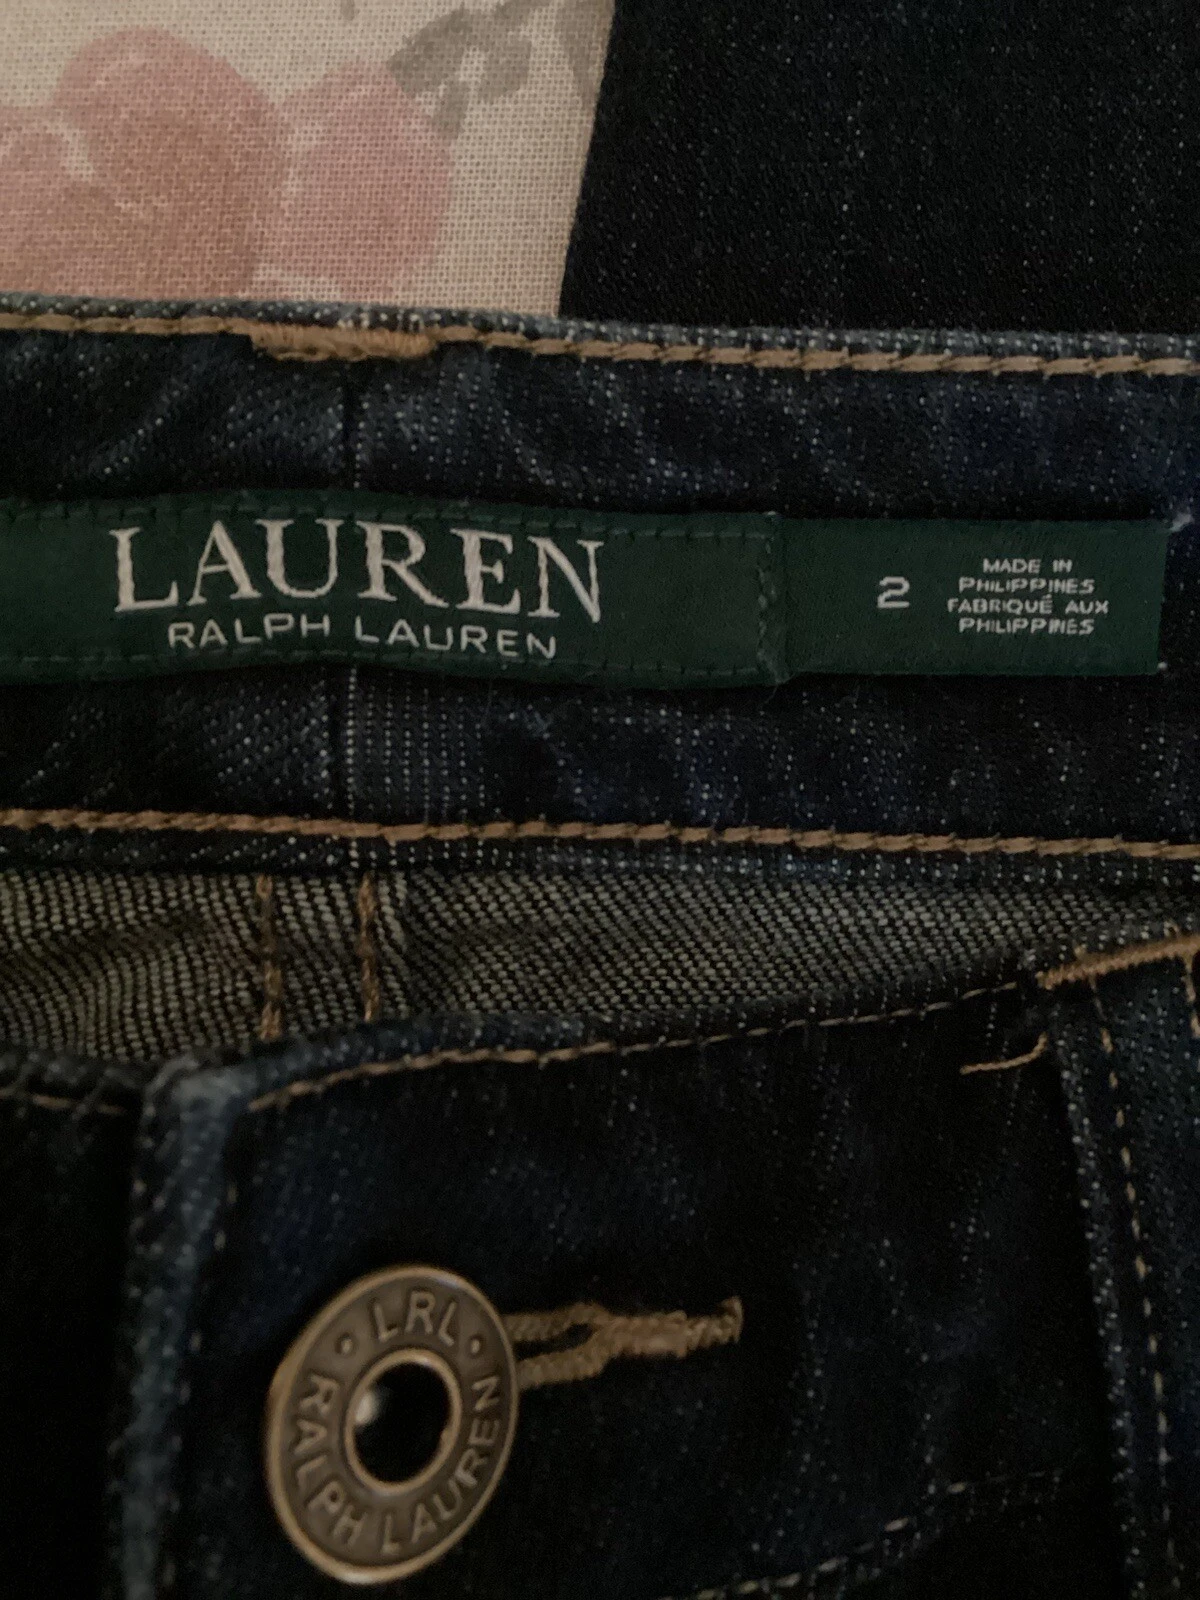 LAUREN
RALPH LAUREN
2
MADE IN
PHILIPPINES
FABRIQUÉ AUX
PHILIPPINES
LRL
RALPH LAUREN